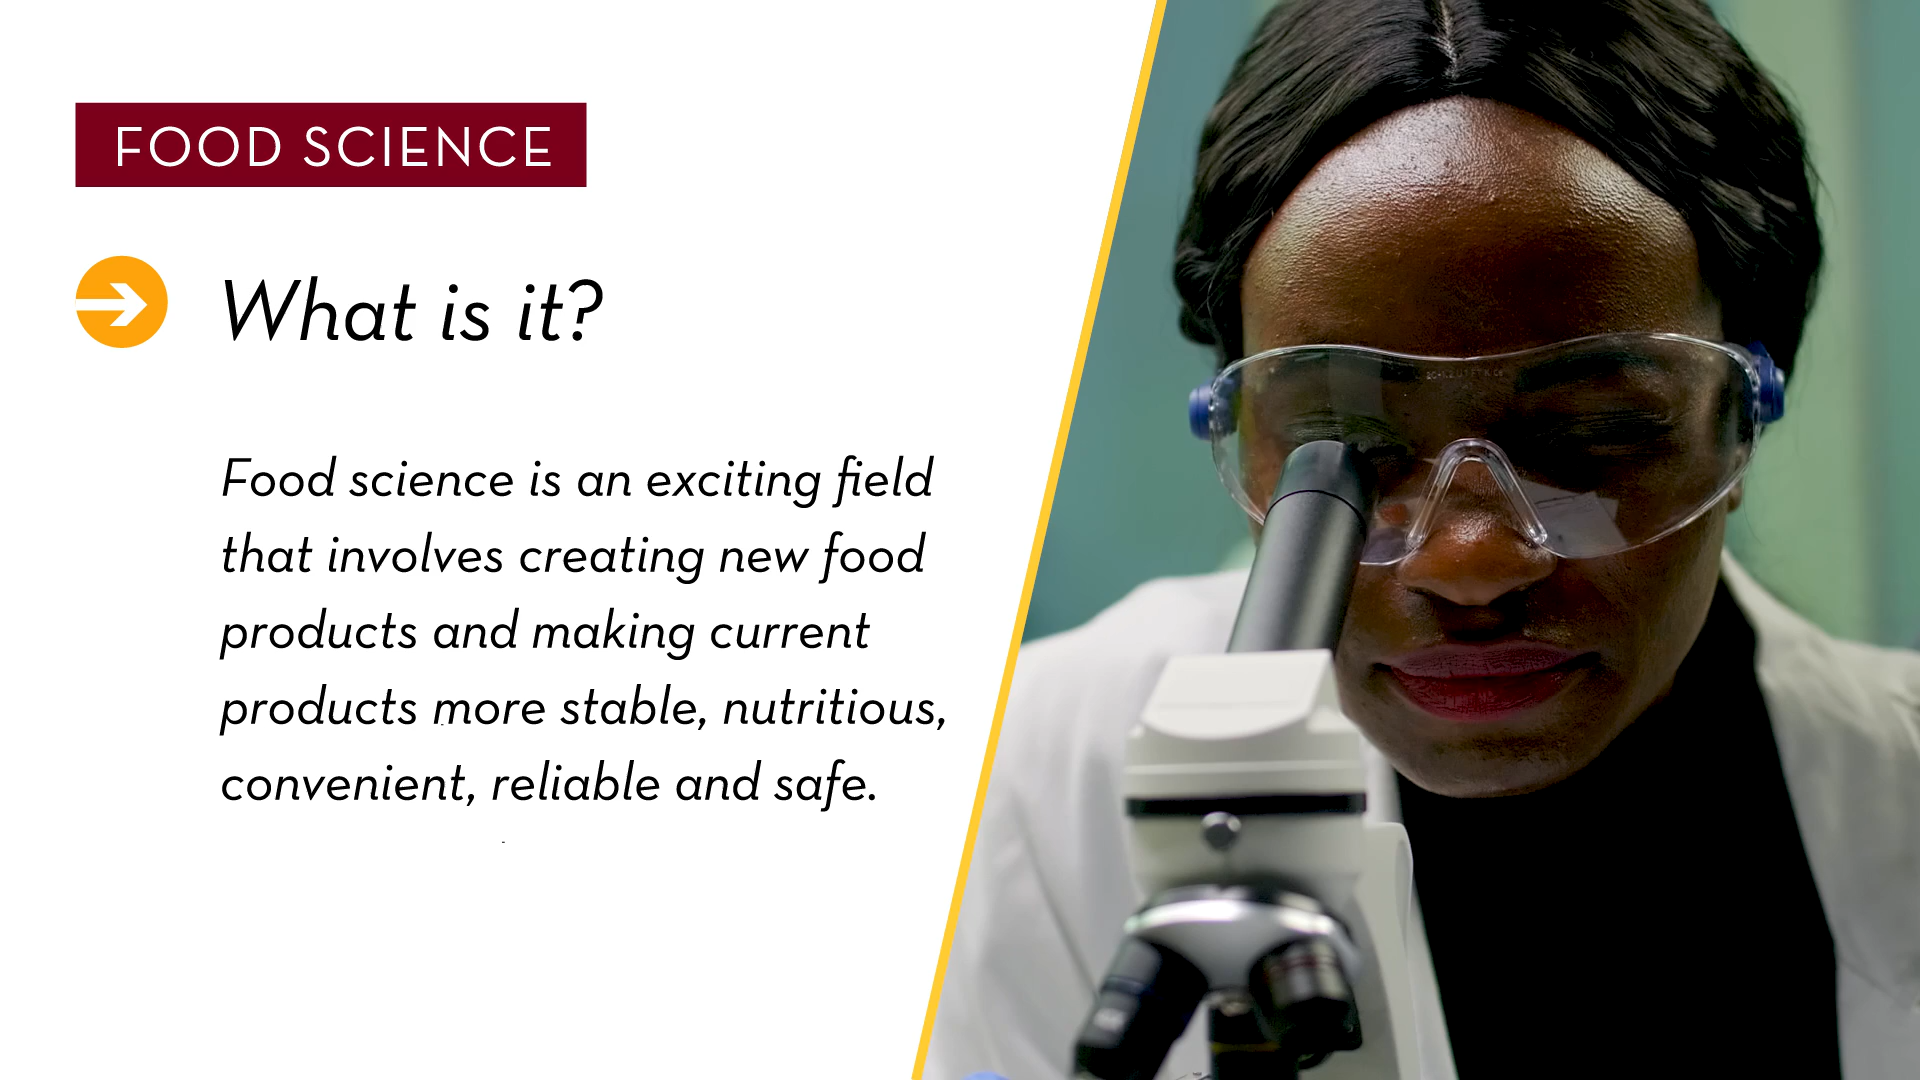 FOOD SCIENCE
What is it?
Food science is an exciting field
that involves creating new food
products and making current
products more stable, nutritious,
convenient, reliable and safe.